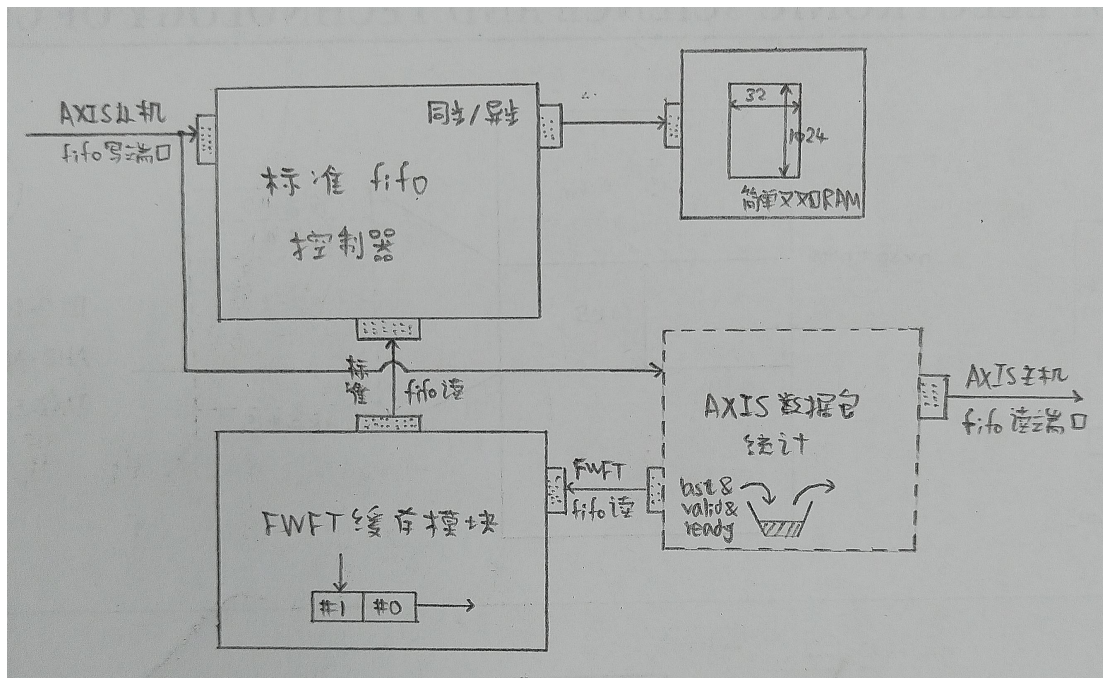 AXIS从机
fifo写端口
同步/异步
标准 fifo
控制器
32
1024
简单双口RAM
标准
fifo读
AXIS数据包
统计
last &
valid &
ready
AXIS主机
fifo读端口
FWFT
fifo读
FWFT缓存模块
#1 #0